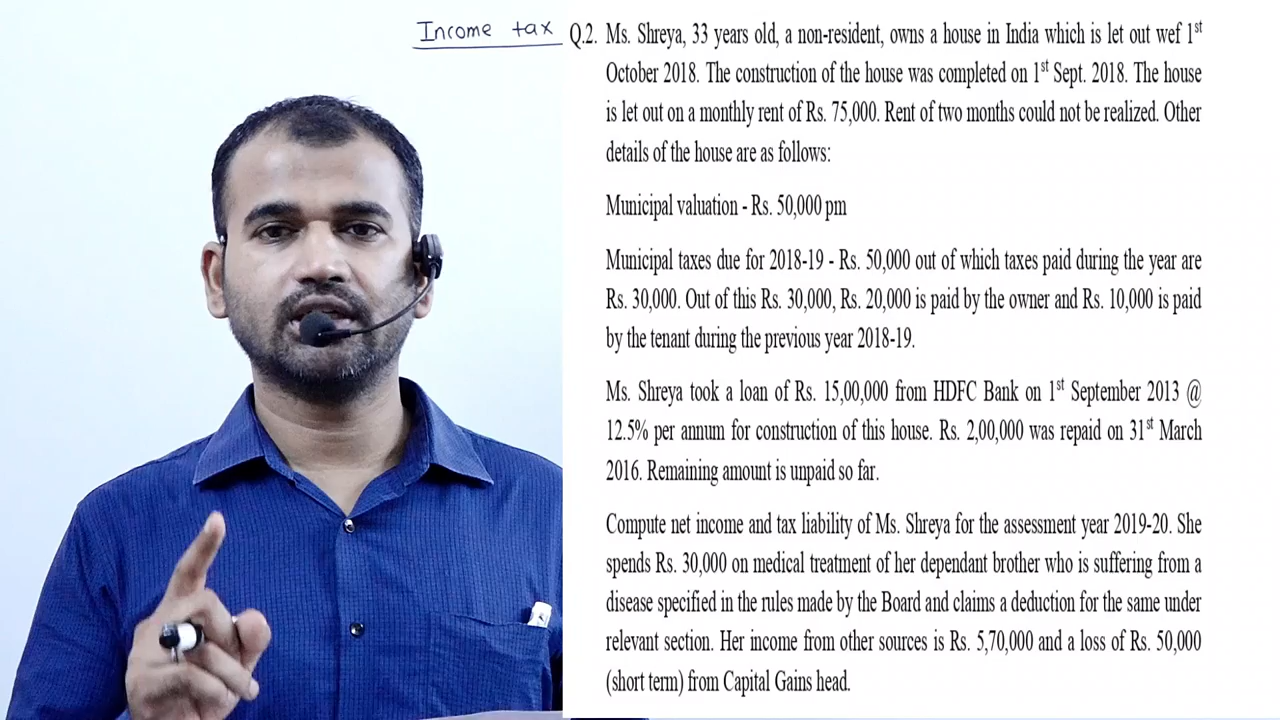 Income tax
Q.2. Ms. Shreya, 33 years old, a non-resident, owns a house in India which is let out wef 1st
October 2018. The construction of the house was completed on 1st Sept. 2018. The house
is let out on a monthly rent of Rs. 75,000. Rent of two months could not be realized. Other
details of the house are as follows:
Municipal valuation - Rs. 50,000 pm
Municipal taxes due for 2018-19 - Rs. 50,000 out of which taxes paid during the year are
Rs. 30,000. Out of this Rs. 30,000, Rs. 20,000 is paid by the owner and Rs. 10,000 is paid
by the tenant during the previous year 2018-19.
Ms. Shreya took a loan of Rs. 15,00,000 from HDFC Bank on 1st September 2013 @
12.5% per annum for construction of this house. Rs. 2,00,000 was repaid on 31st March
2016. Remaining amount is unpaid so far.
Compute net income and tax liability of Ms. Shreya for the assessment year 2019-20. She
spends Rs. 30,000 on medical treatment of her dependant brother who is suffering from a
disease specified in the rules made by the Board and claims a deduction for the same under
relevant section. Her income from other sources is Rs. 5,70,000 and a loss of Rs. 50,000
(short term) from Capital Gains head.